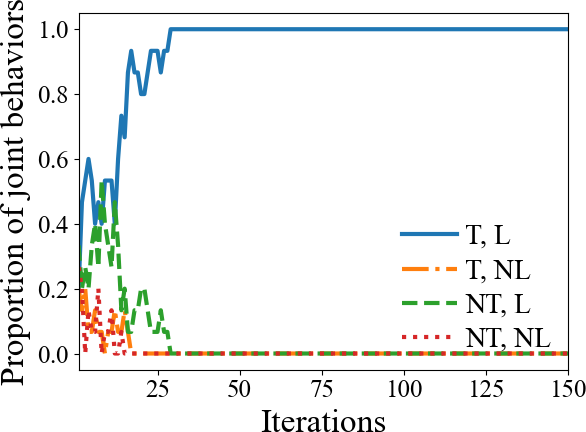 Proportion of joint behaviors
1.0
0.8
0.6
0.4
0.2
0.0
T, L
T, NL
NT, L
NT, NL
25 50 75 100 125 150
Iterations